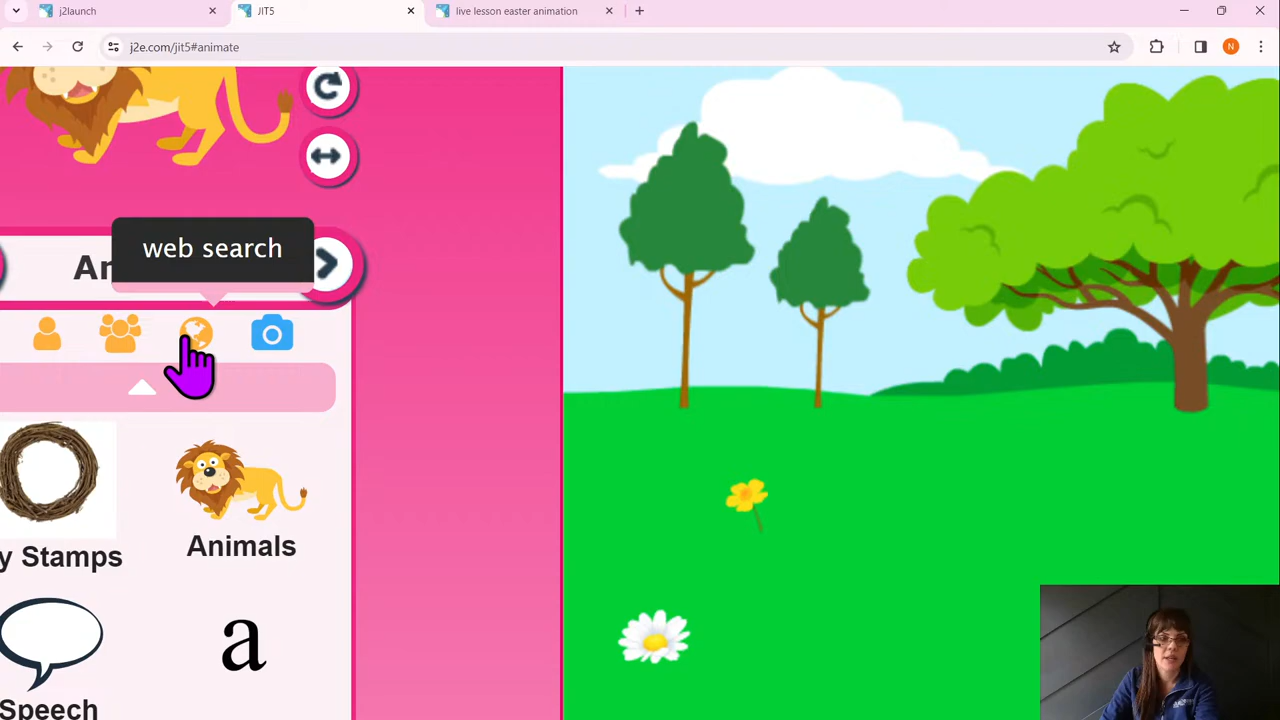 j2launch
JIT5
live lesson easter animation
j2e.com/jit5#animate
N
web search
An
y Stamps
Animals
Speech
a